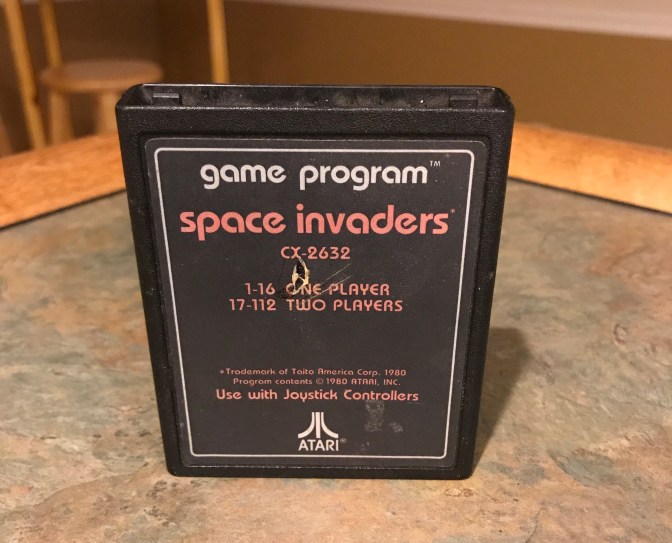 game program™
space invaders*
CX-2632
1-16 ONE PLAYER
17-112 TWO PLAYERS
*Trademark of Taito America Corp. 1980
Program contents © 1980 ATARI, INC.
Use with Joystick Controllers
ATARI®